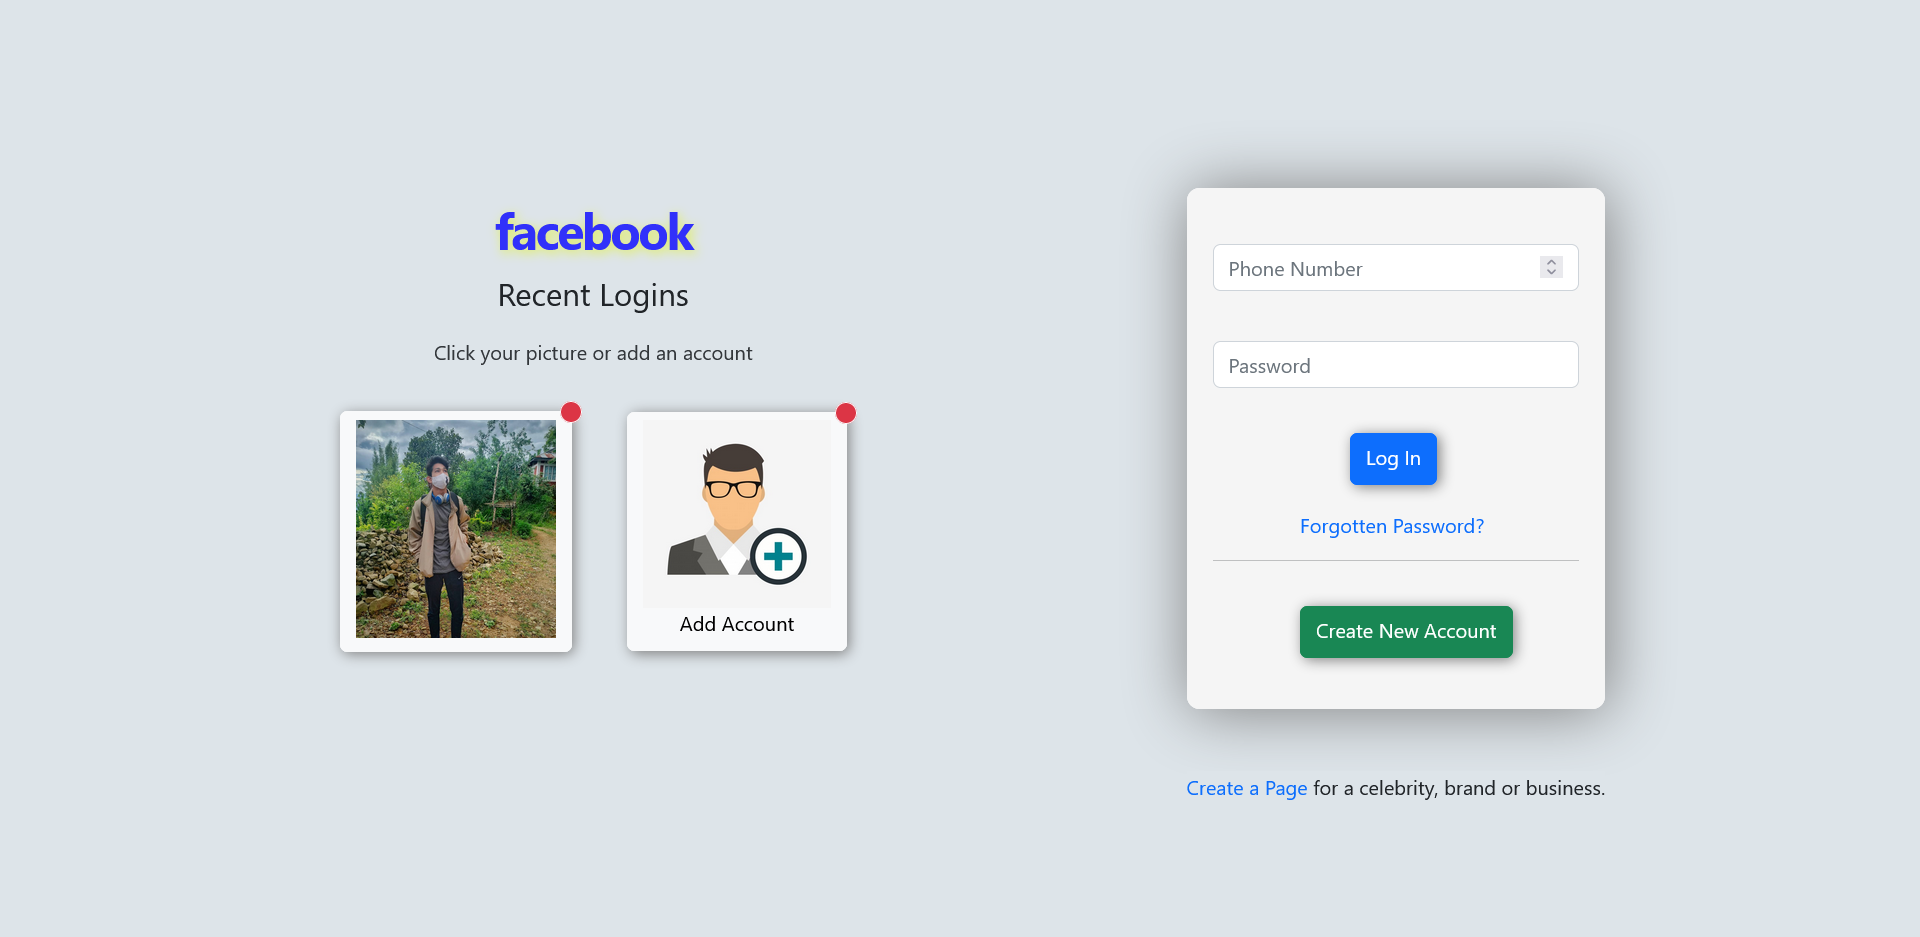 facebook
Recent Logins
Click your picture or add an account
Add Account
Phone Number
Password
Log In
Forgotten Password?
Create New Account
Create a Page for a celebrity, brand or business.